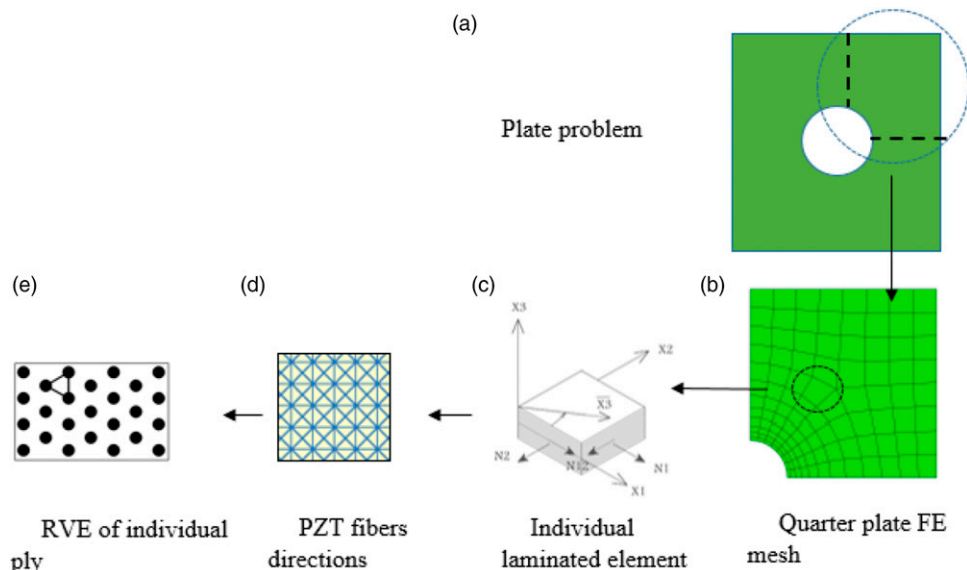 (a)
Plate problem
(e)
(d)
(c)
(b)
X3
X2
X3
N2
N12
N1
X1
RVE of individual
ply
PZT fibers
directions
Individual
laminated element
Quarter plate FE
mesh